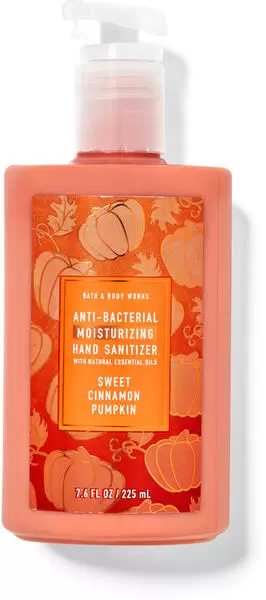 BATH & BODY WORKS
ANTI-BACTERIAL
MOISTURIZING
HAND SANITIZER
WITH NATURAL ESSENTIAL OILS
SWEET
CINNAMON
PUMPKIN
7.6 FL OZ / 225 mL